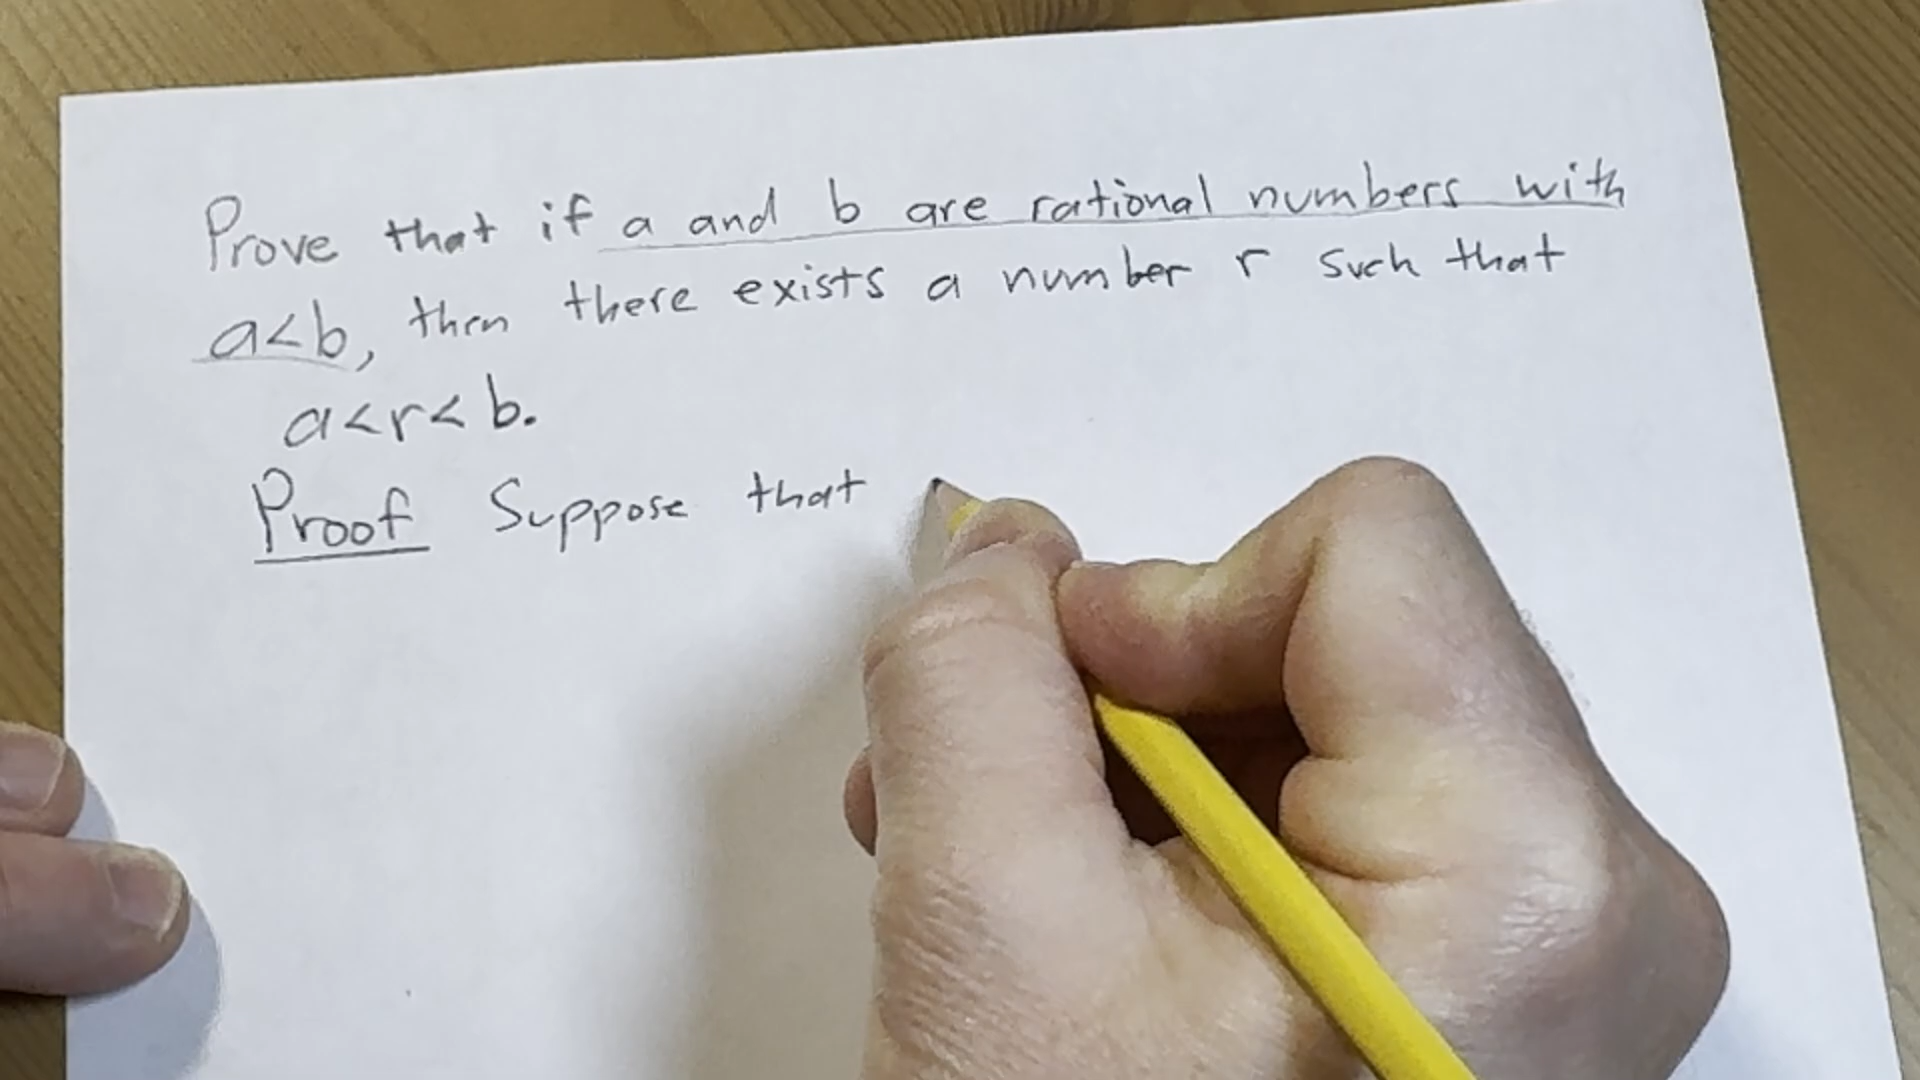 Prove that if a and b are rational numbers with
a<b, then there exists a number r such that
a<r<b.
Proof Suppose that